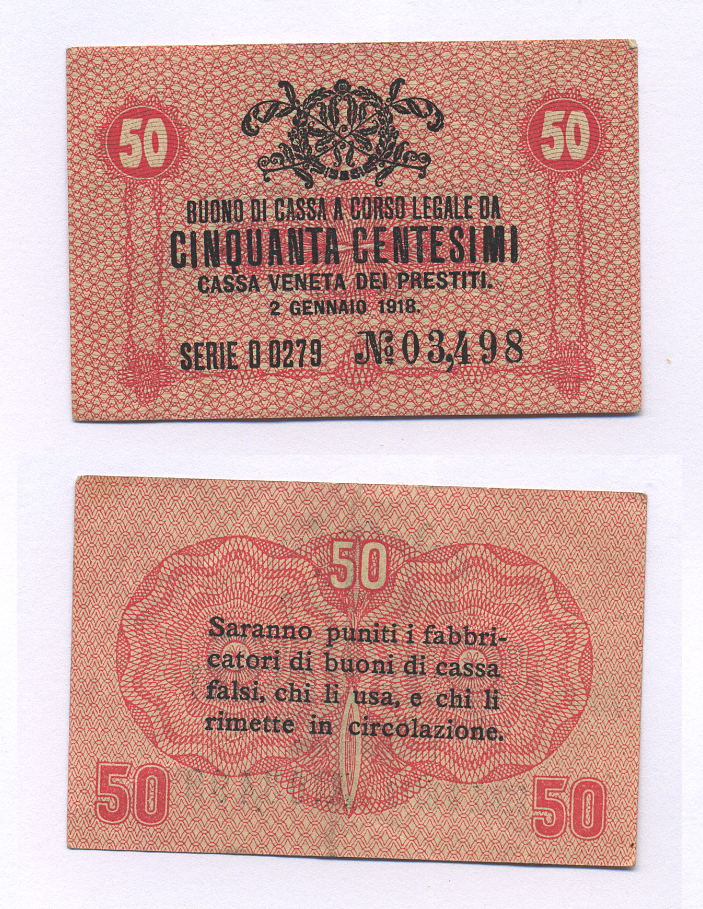 50 50
BUONO DI CASSA A CORSO LEGALE DA
CINQUANTA CENTESIMI
CASSA VENETA DEI PRESTITI.
2 GENNAIO 1918.
SERIE O 0279 No 03,498
50
Saranno puniti i fabbri-
catori di buoni di cassa
falsi, chi li usa, e chi li
rimette in circolazione.
50 50